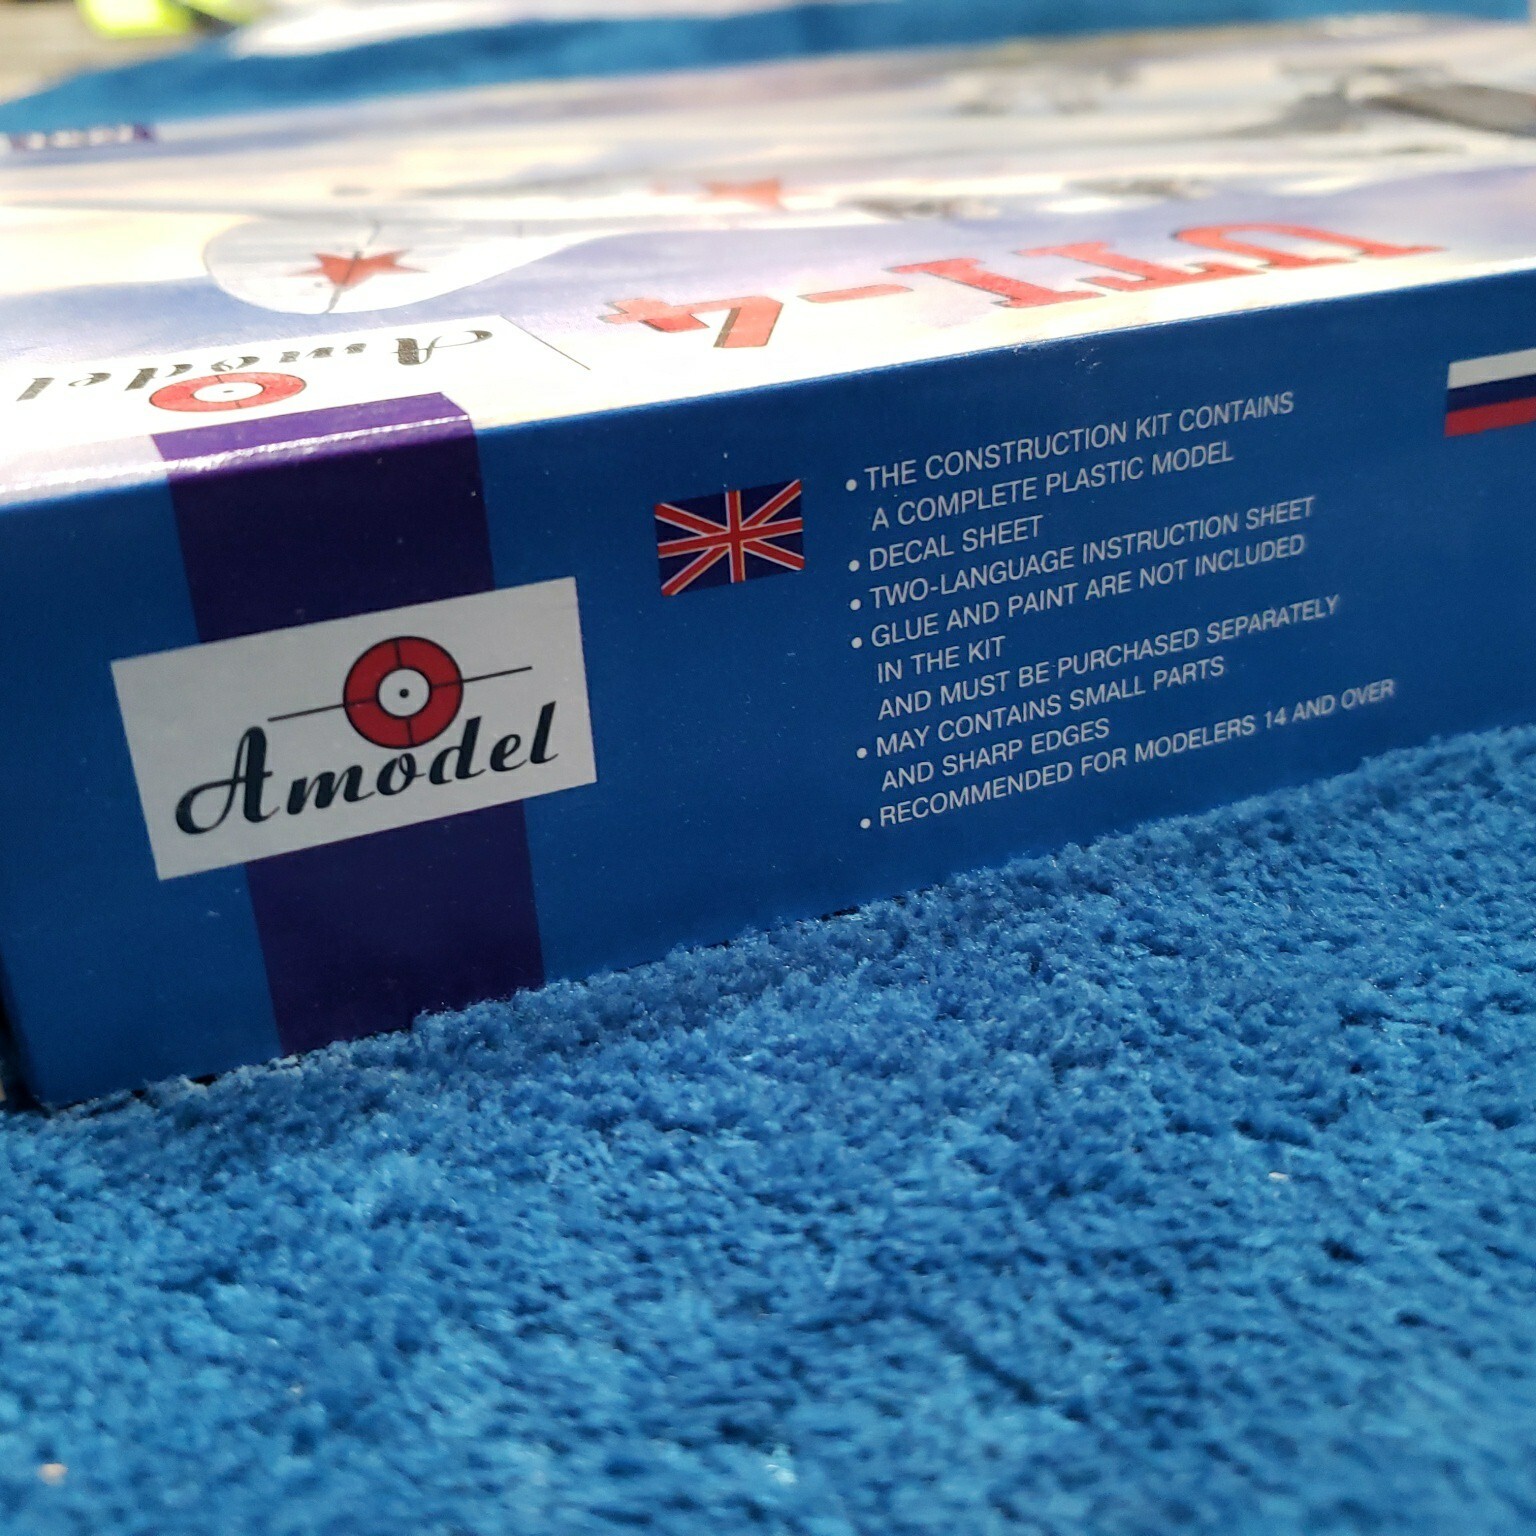 UTI-4
Amodel
Amodel
• THE CONSTRUCTION KIT CONTAINS
A COMPLETE PLASTIC MODEL
• DECAL SHEET
• TWO-LANGUAGE INSTRUCTION SHEET
• GLUE AND PAINT ARE NOT INCLUDED
IN THE KIT
AND MUST BE PURCHASED SEPARATELY
• MAY CONTAINS SMALL PARTS
AND SHARP EDGES
• RECOMMENDED FOR MODELERS 14 AND OVER